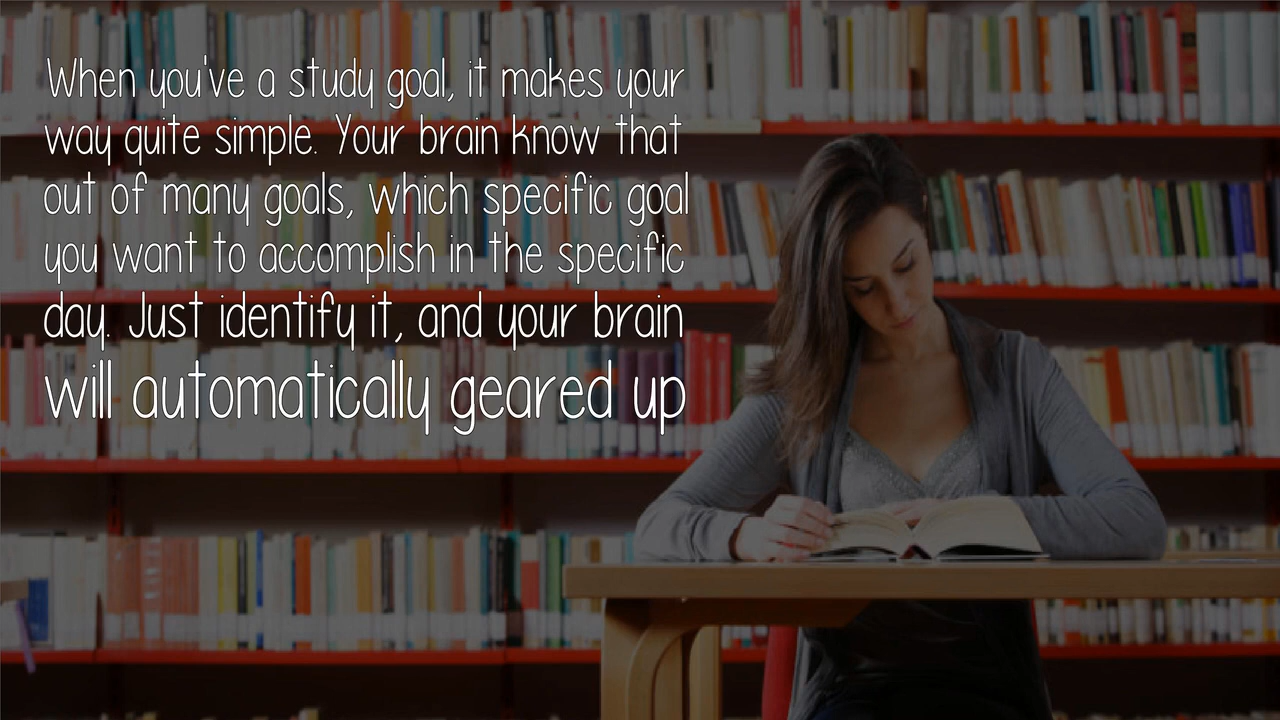 When you've a study goal, it makes your
way quite simple. Your brain know that
out of many goals, which specific goal
you want to accomplish in the specific
day. Just identify it, and your brain
will automatically geared up